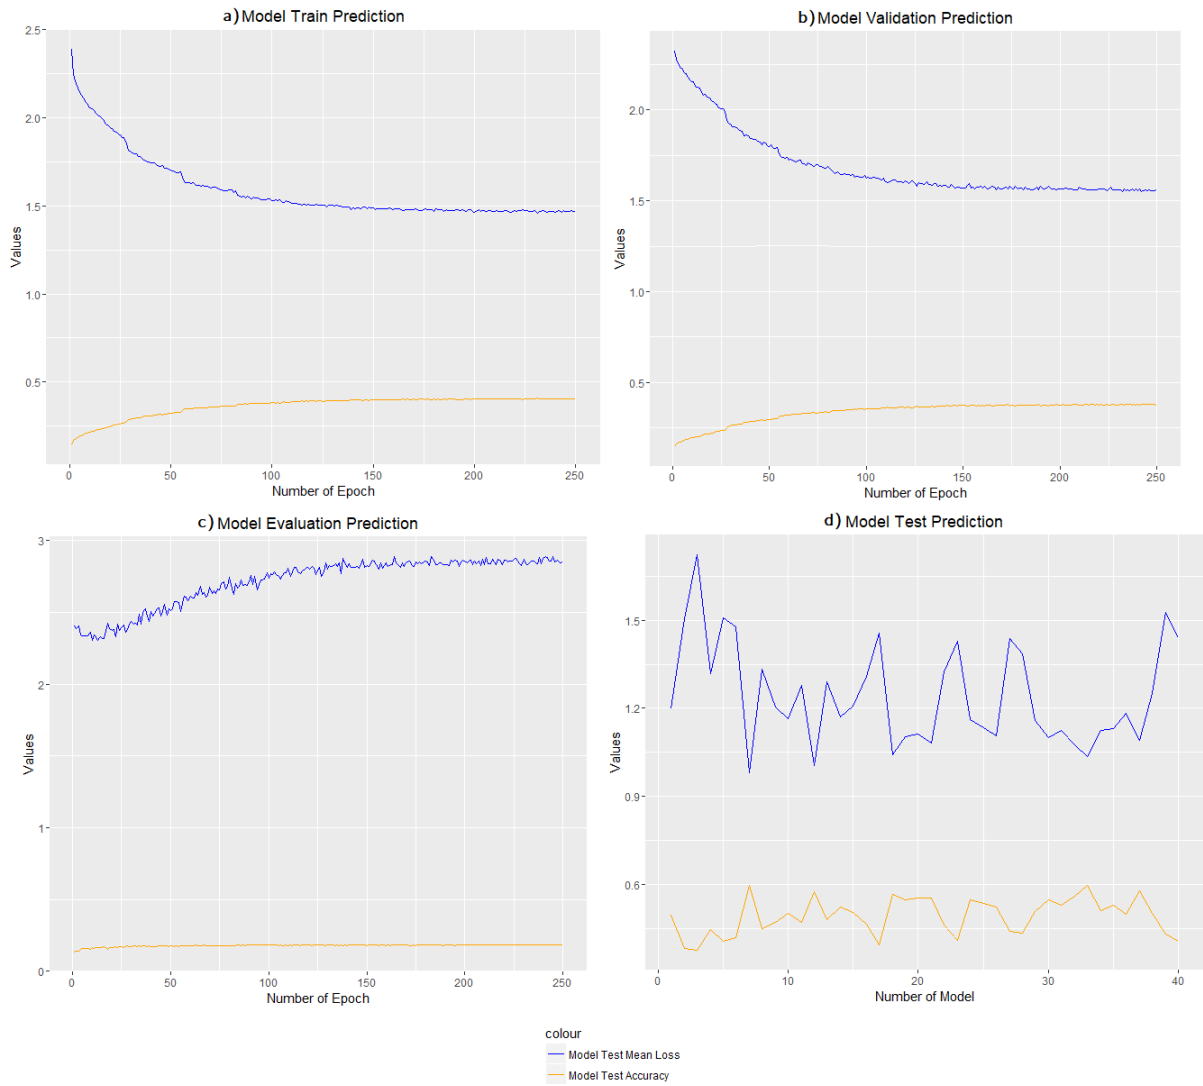 a) Model Train Prediction
2.5
2.0
1.5
1.0
0.5
Values
0 50 100 150 200 250
Number of Epoch
b) Model Validation Prediction
2.0
1.5
1.0
0.5
Values
0 50 100 150 200 250
Number of Epoch
c) Model Evaluation Prediction
3
2
1
0
Values
0 50 100 150 200 250
Number of Epoch
d) Model Test Prediction
1.5
1.2
0.9
0.6
Values
0 10 20 30 40
Number of Model
colour
Model Test Mean Loss
Model Test Accuracy